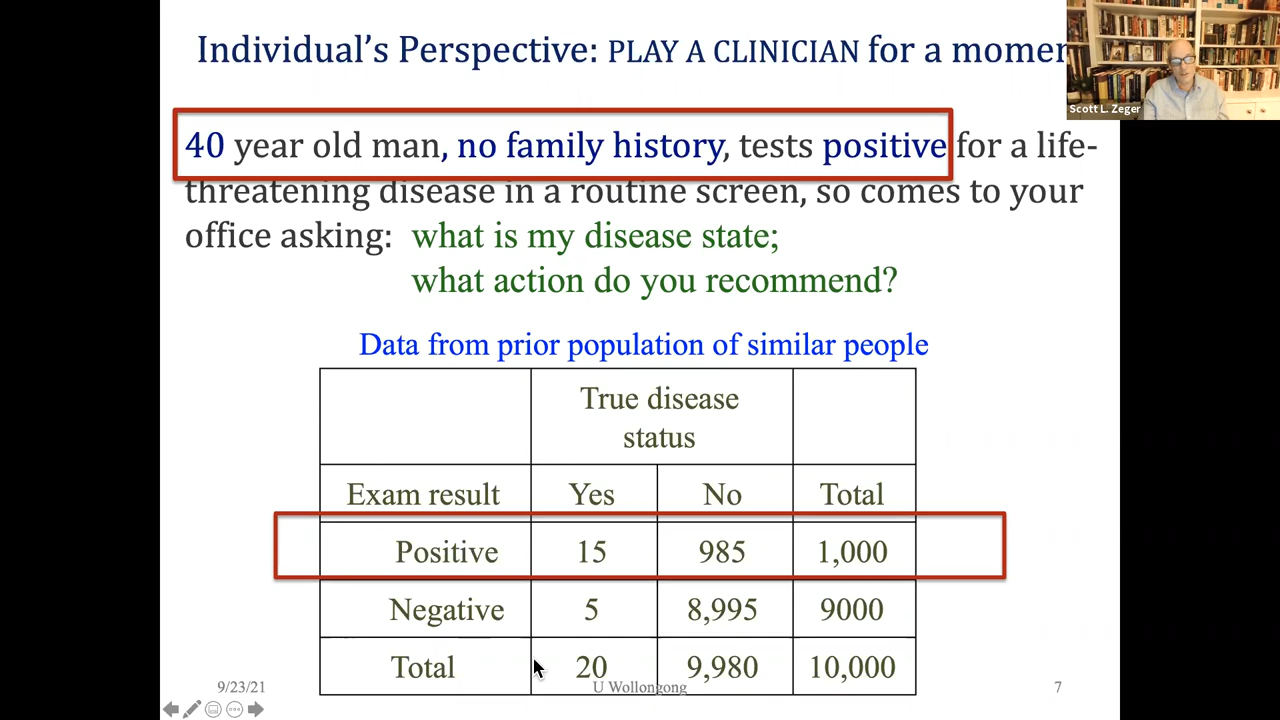 Individual's Perspective: PLAY A CLINICIAN for a momen
Scott L. Zeger
40 year old man, no family history, tests positive for a life-
threatening disease in a routine screen, so comes to your
office asking: what is my disease state;
what action do you recommend?
Data from prior population of similar people
True disease
status
Exam result Yes No Total
Positive 15 985 1,000
Negative 5 8,995 9000
Total 20 9,980 10,000
9/23/21 U Wollongong 7